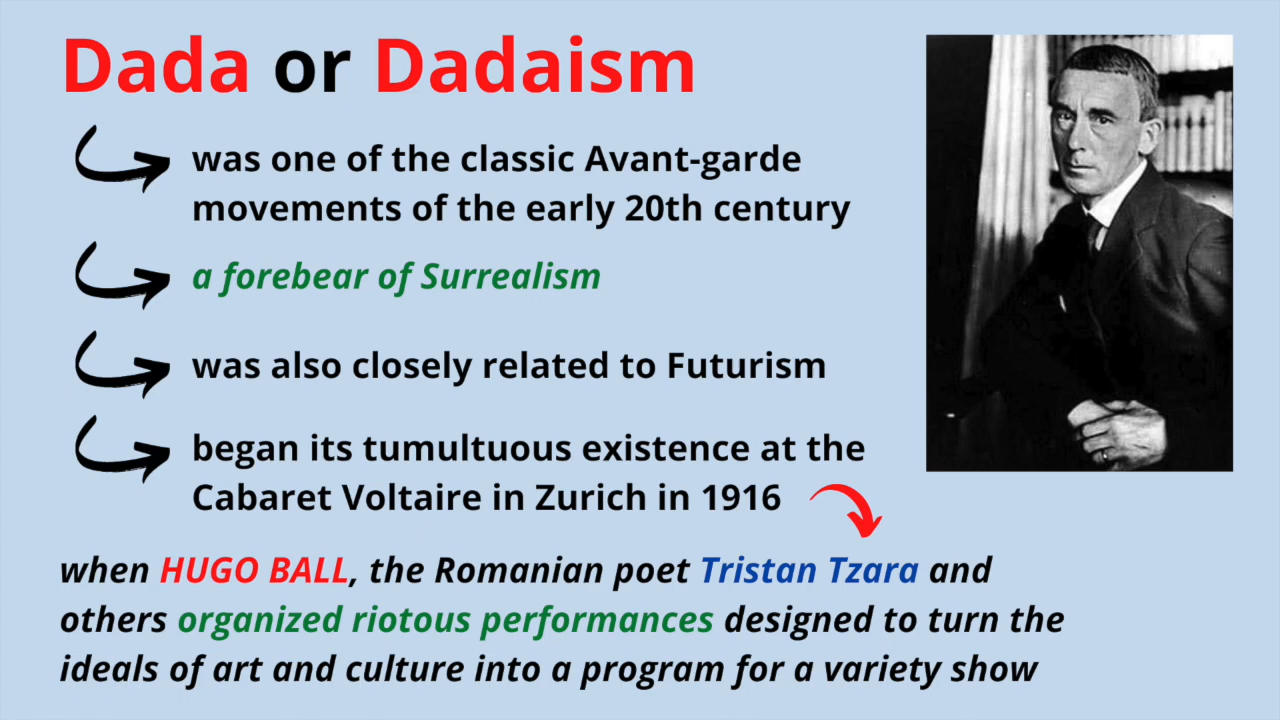 Dada or Dadaism
was one of the classic Avant-garde
movements of the early 20th century
a forebear of Surrealism
was also closely related to Futurism
began its tumultuous existence at the
Cabaret Voltaire in Zurich in 1916
when HUGO BALL, the Romanian poet Tristan Tzara and
others organized riotous performances designed to turn the
ideals of art and culture into a program for a variety show